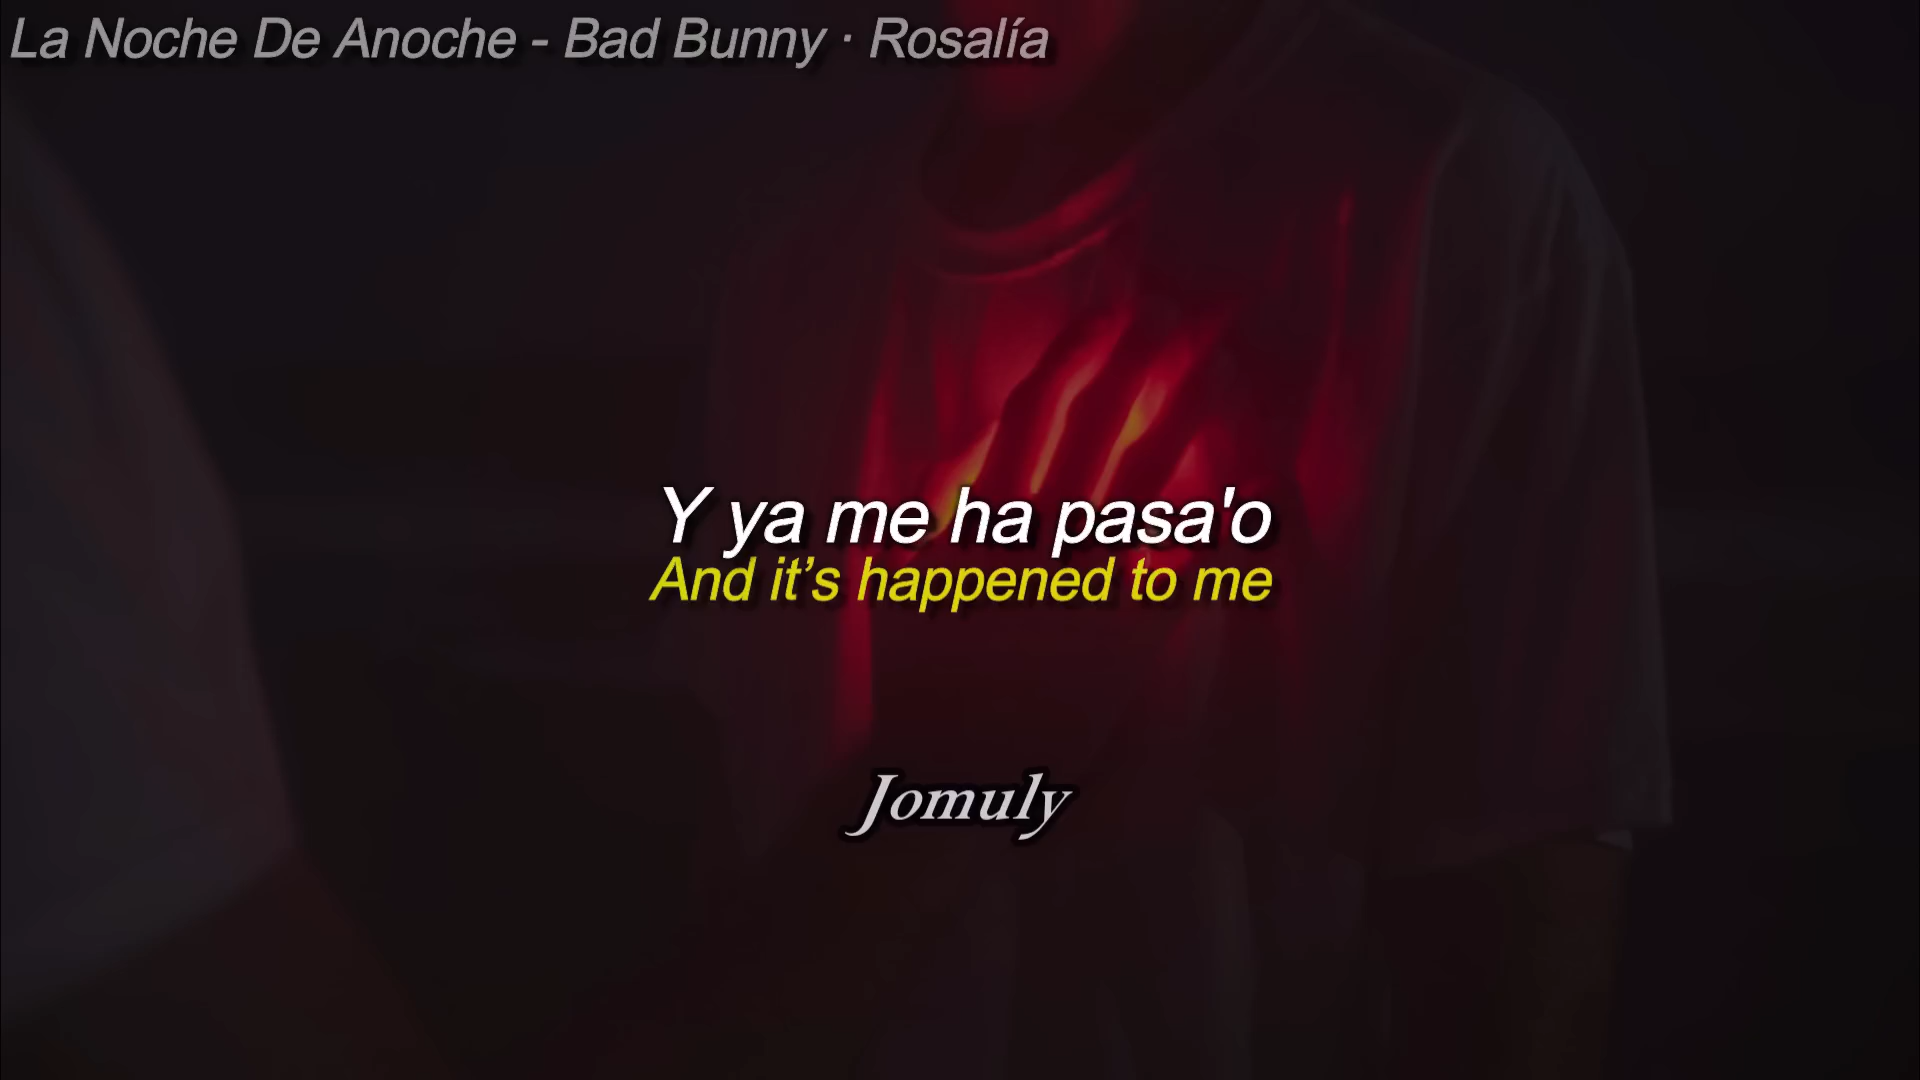 La Noche De Anoche - Bad Bunny · Rosalía
Y ya me ha pasa'o
And it’s happened to me
Jomuly